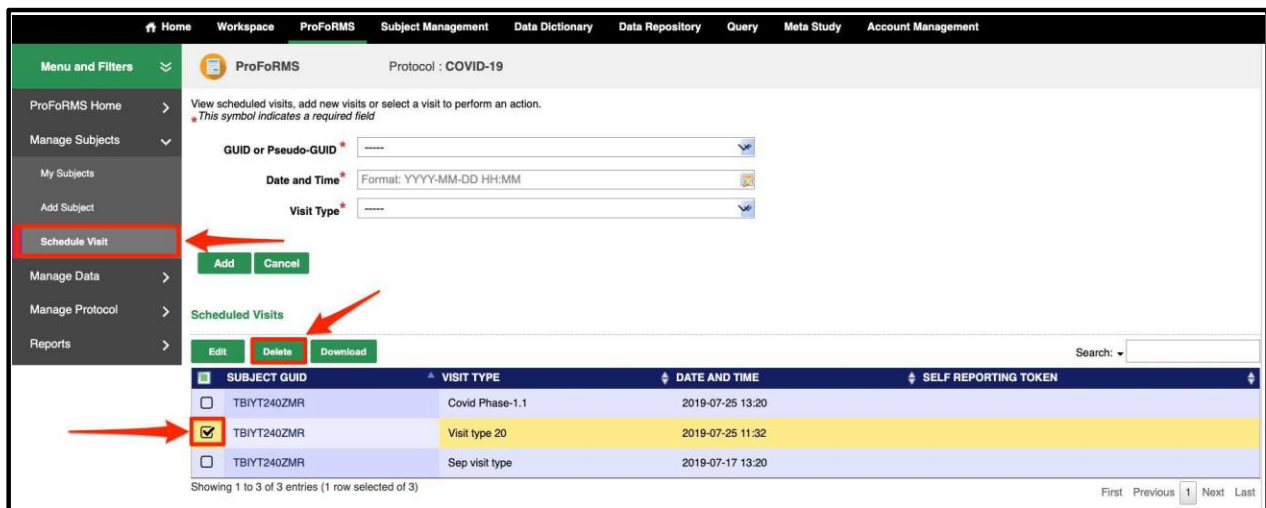 Home Workspace ProFoRMS Subject Management Data Dictionary Data Repository Query Meta Study Account Management
Menu and Filters
ProFoRMS Protocol : COVID-19
ProFoRMS Home
Manage Subjects
My Subjects
Add Subject
Schedule Visit
Manage Data
Manage Protocol
Reports
View scheduled visits, add new visits or select a visit to perform an action.
*This symbol indicates a required field
GUID or Pseudo-GUID * -----
Date and Time* Format: YYYY-MM-DD HH:MM
Visit Type* -----
Add Cancel
Scheduled Visits
Edit Delete Download Search:
SUBJECT GUID VISIT TYPE DATE AND TIME SELF REPORTING TOKEN
TBIYT240ZMR Covid Phase-1.1 2019-07-25 13:20
TBIYT240ZMR Visit type 20 2019-07-25 11:32
TBIYT240ZMR Sep visit type 2019-07-17 13:20
Showing 1 to 3 of 3 entries (1 row selected of 3) First Previous 1 Next Last